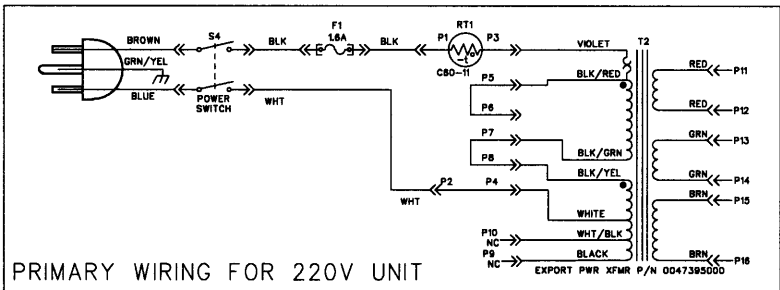 S4
F1
1.6A
RT1
T2
BROWN
BLK
BLK
P1
P3
VIOLET
GRN/YEL
-t
C60-11
P5
BLK/RED
RED
P11
BLUE
POWER
SWITCH
WHT
P6
RED
P12
P7
GRN
P13
BLK/GRN
P8
BLK/YEL
GRN
P14
WHT
P2
P4
BRN
P15
WHITE
P10
NC
WHT/BLK
P9
NC
BLACK
BRN
P16
EXPORT PWR XFMR P/N 0047395000
PRIMARY WIRING FOR 220V UNIT